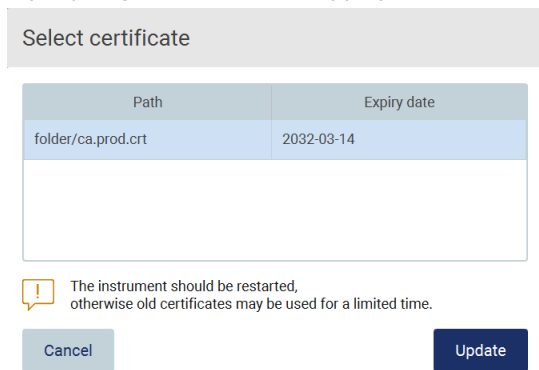 Select certificate
Path Expiry date
folder/ca.prod.crt 2032-03-14
The instrument should be restarted,
otherwise old certificates may be used for a limited time.
Cancel Update